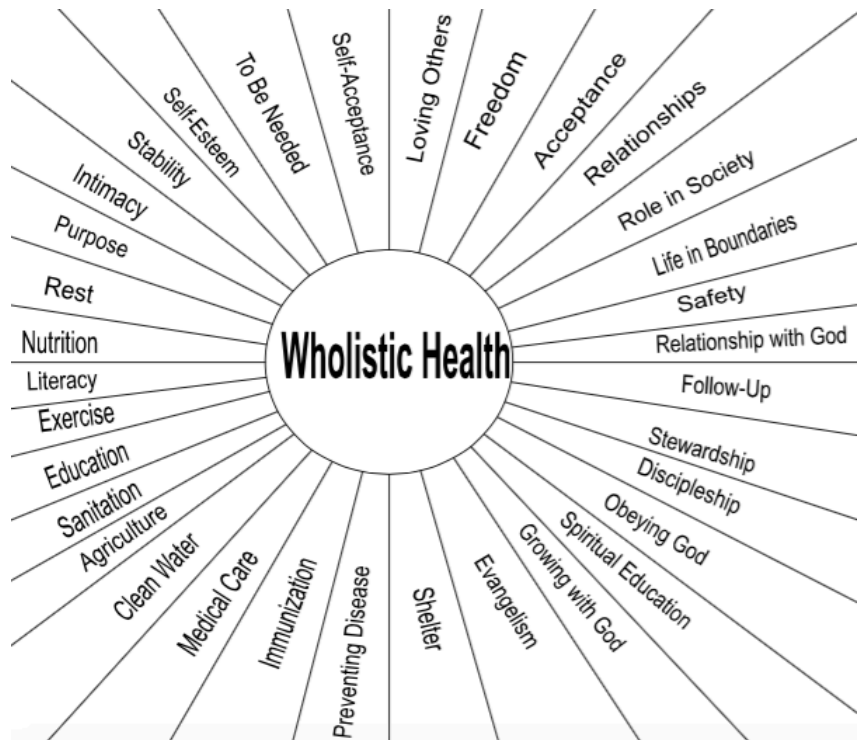 Wholistic Health
Self-Acceptance
Loving Others
Freedom
Acceptance
Relationships
Role in Society
Life in Boundaries
Safety
Relationship with God
Follow-Up
Stewardship
Discipleship
Obeying God
Spiritual Education
Growing with God
Evangelism
Shelter
Preventing Disease
Immunization
Medical Care
Clean Water
Agriculture
Sanitation
Education
Exercise
Literacy
Nutrition
Rest
Purpose
Intimacy
Stability
Self-Esteem
To Be Needed